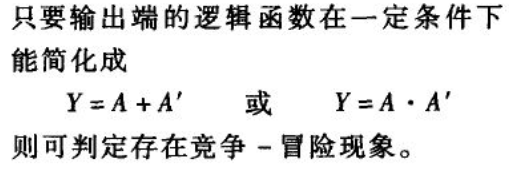 只要输出端的逻辑函数在一定条件下
能简化成
Y = A + A′ 或 Y = A · A′
则可判定存在竞争 – 冒险现象。